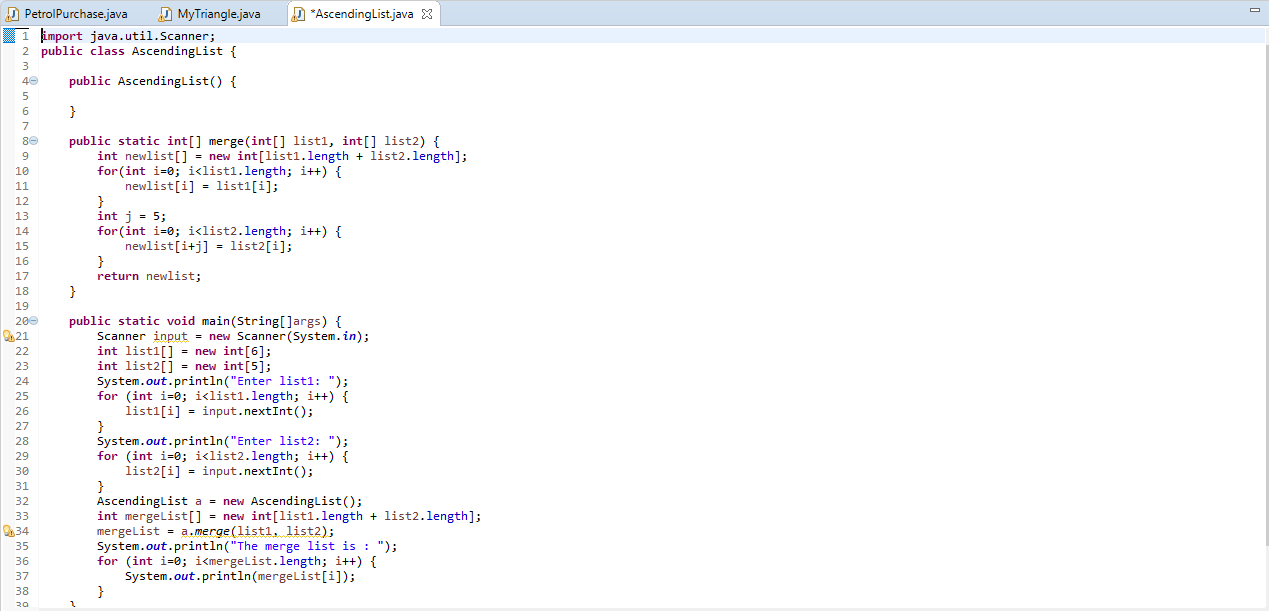 PetrolPurchase.java MyTriangle.java *AscendingList.java
1 import java.util.Scanner;
2 public class AscendingList {
3
4 public AscendingList() {
5
6 }
7
8 public static int[] merge(int[] list1, int[] list2) {
9 int newlist[] = new int[list1.length + list2.length];
10 for(int i=0; i<list1.length; i++) {
11 newlist[i] = list1[i];
12 }
13 int j = 5;
14 for(int i=0; i<list2.length; i++) {
15 newlist[i+j] = list2[i];
16 }
17 return newlist;
18 }
19
20 public static void main(String[]args) {
21 Scanner input = new Scanner(System.in);
22 int list1[] = new int[6];
23 int list2[] = new int[5];
24 System.out.println("Enter list1: ");
25 for (int i=0; i<list1.length; i++) {
26 list1[i] = input.nextInt();
27 }
28 System.out.println("Enter list2: ");
29 for (int i=0; i<list2.length; i++) {
30 list2[i] = input.nextInt();
31 }
32 AscendingList a = new AscendingList();
33 int mergeList[] = new int[list1.length + list2.length];
34 mergeList = a.merge(list1, list2);
35 System.out.println("The merge list is : ");
36 for (int i=0; i<mergeList.length; i++) {
37 System.out.println(mergeList[i]);
38 }
39 }